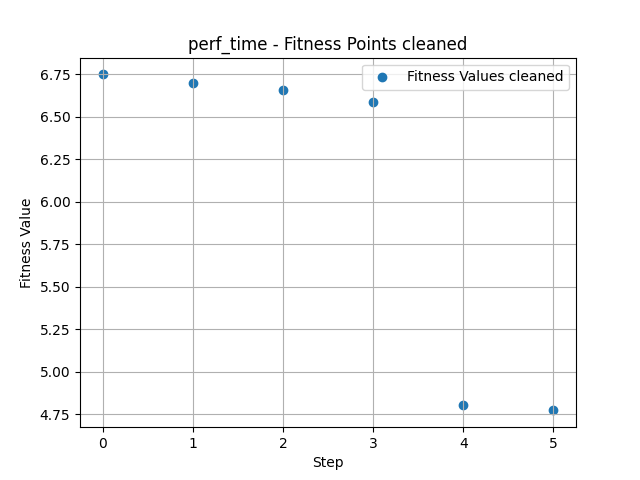 perf_time - Fitness Points cleaned
Fitness Values cleaned
6.75
6.50
6.25
6.00
5.75
5.50
5.25
5.00
4.75
Fitness Value
0 1 2 3 4 5
Step